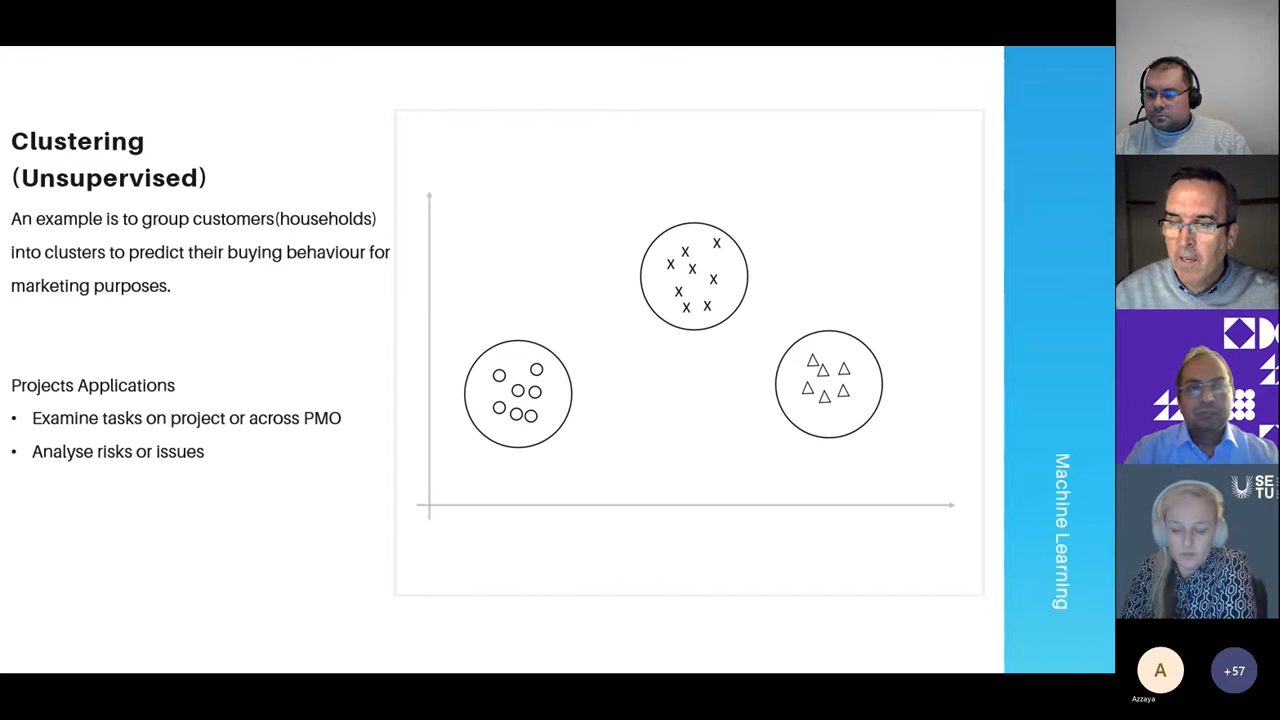 Clustering
(Unsupervised)
An example is to group customers(households)
into clusters to predict their buying behaviour for
marketing purposes.
Projects Applications
• Examine tasks on project or across PMO
• Analyse risks or issues
X
X
X
X
X
X
X
X
Machine Learning
SE
TU
A
+57
Azzaya